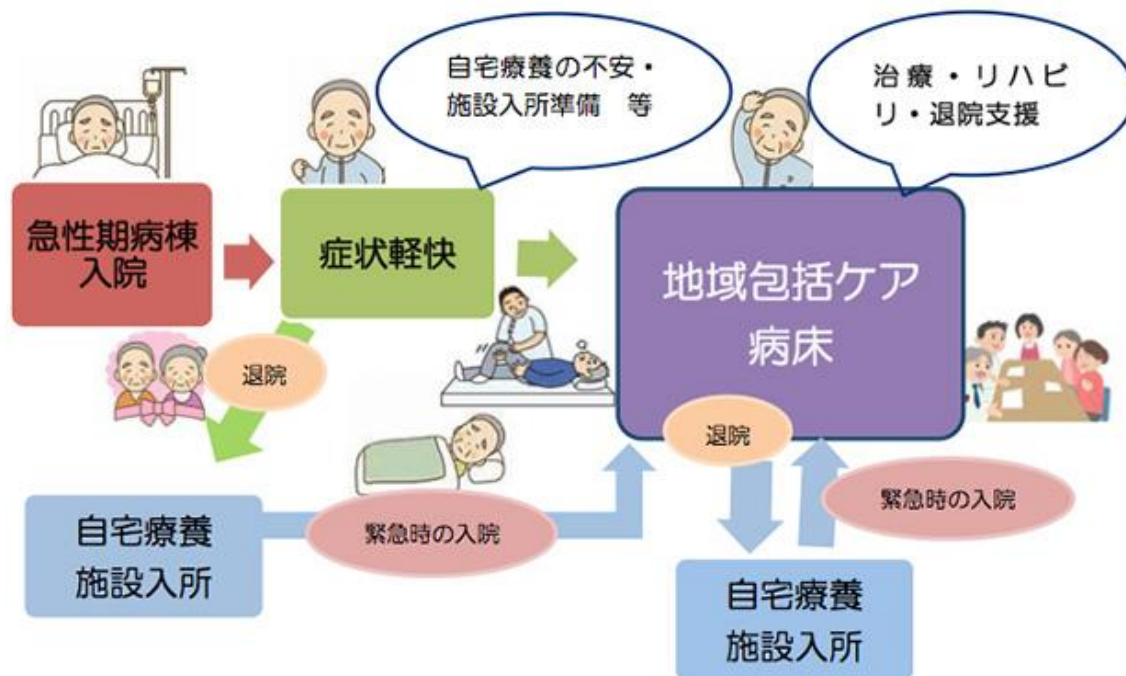 自宅療養の不安・
施設入所準備　等
治療・リハビ
リ・退院支援
急性期病棟
入院
症状軽快
地域包括ケア
病床
退院
退院
緊急時の入院
緊急時の入院
自宅療養
施設入所
自宅療養
施設入所